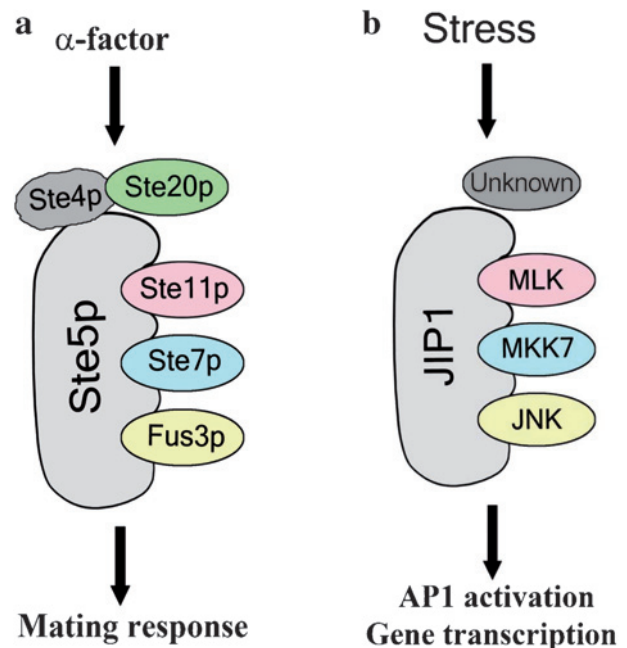 a
α-factor
Ste4p
Ste20p
Ste5p
Ste11p
Ste7p
Fus3p
Mating response
b
Stress
Unknown
JIP1
MLK
MKK7
JNK
AP1 activation
Gene transcription